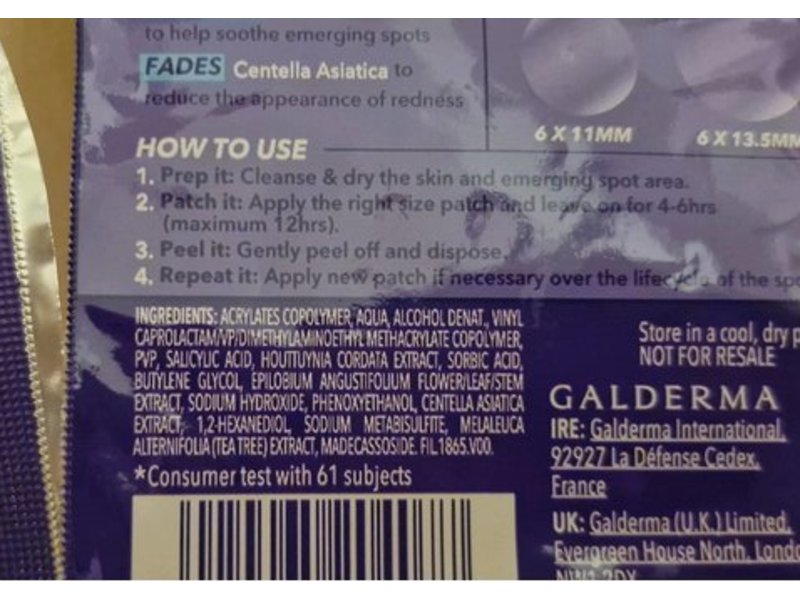 to help soothe emerging spots
FADES Centella Asiatica to
reduce the appearance of redness
6 X 11MM
6 X 13.5MM
HOW TO USE
1. Prep it: Cleanse & dry the skin and emerging spot area.
2. Patch it: Apply the right size patch and leave on for 4-6hrs
(maximum 12hrs).
3. Peel it: Gently peel off and dispose.
4. Repeat it: Apply new patch if necessary over the lifecycle of the
INGREDIENTS: ACRYLATES COPOLYMER, AQUA, ALCOHOL DENAT., VINYL
CAPROLACTAM/VP/DIMETHYLAMINOETHYL METHACRYLATE COPOLYMER,
PVP, SALICYLIC ACID, HOUTTUYNIA CORDATA EXTRACT, SORBIC ACID,
BUTYLENE GLYCOL, EPILOBIUM ANGUSTIFOLIUM FLOWER/LEAF/STEM
EXTRACT, SODIUM HYDROXIDE, PHENOXYETHANOL, CENTELLA ASIATICA
EXTRACT, 1,2-HEXANEDIOL, SODIUM METABISULFITE, MELALEUCA
ALTERNIFOLIA (TEA TREE) EXTRACT, MADECASSOSIDE. FIL1865.V00.
*Consumer test with 61 subjects
Store in a cool, dry
NOT FOR RESALE
GALDERMA
IRE: Galderma International,
92927 La Défense Cedex,
France
UK: Galderma (U.K.) Limited,
Evergreen House North,
NW1 2DX